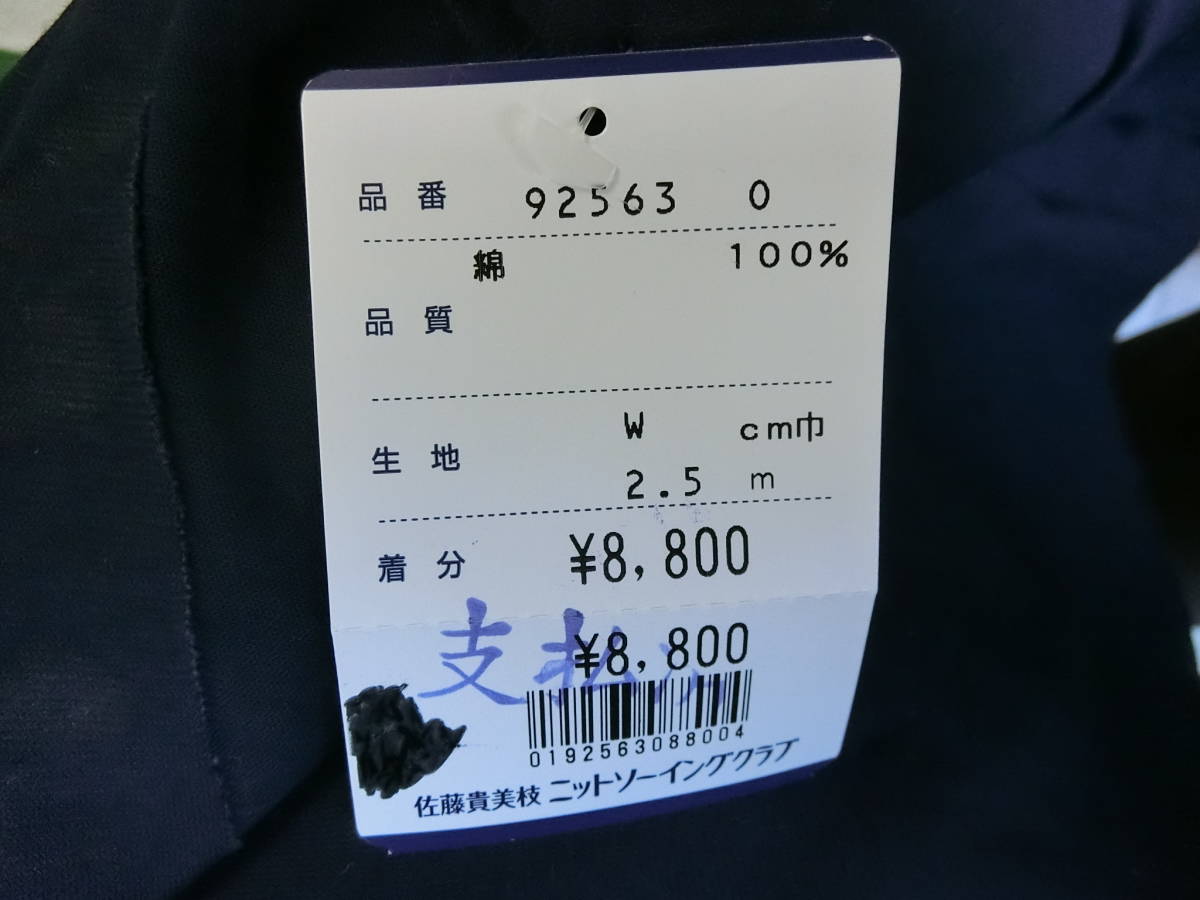 品番 92563 0
綿 100%
品質
W cm巾
生地
2.5 m
着分 ¥8,800
支払
¥8,800
0192563088004
佐藤貴美枝 ニットソーイングクラブ